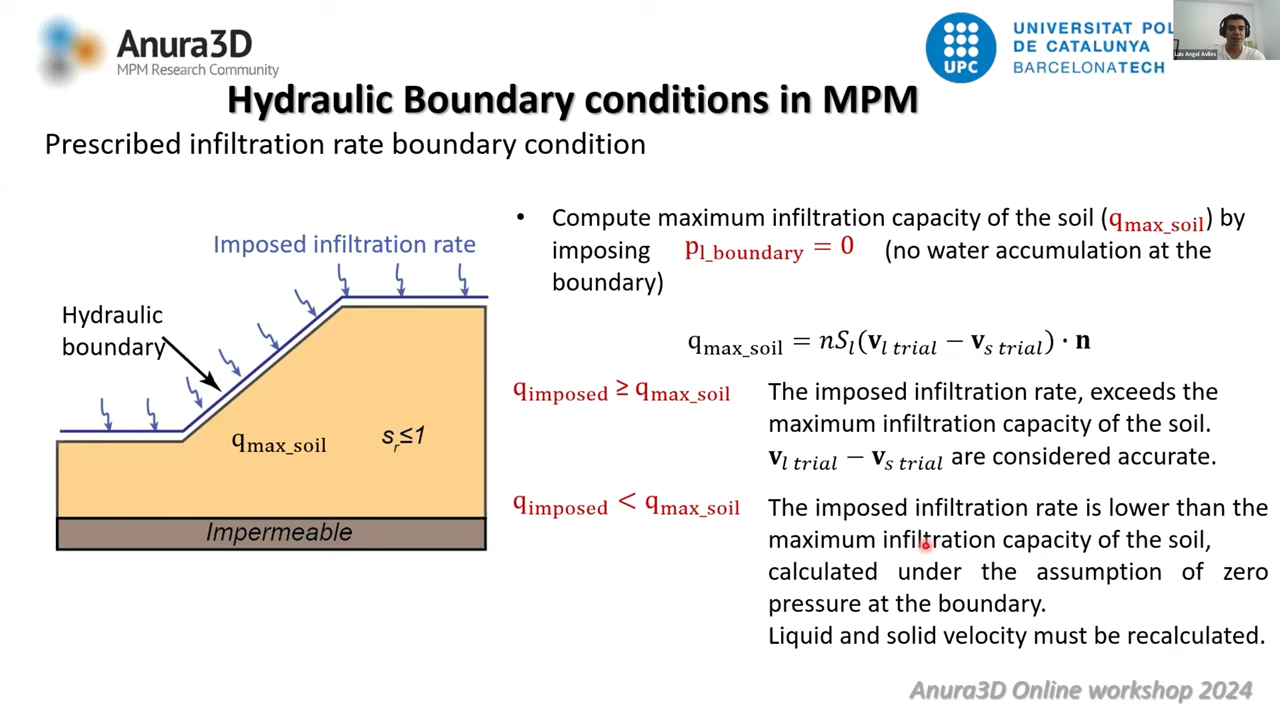 Anura3D
MPM Research Community
UPC
UNIVERSITAT POL
DE CATALUNYA
BARCELONATECH
Luis Angel Aviles
Hydraulic Boundary conditions in MPM
Prescribed infiltration rate boundary condition
Imposed infiltration rate
Hydraulic
boundary
q_max_soil
s_r≤1
Impermeable
• Compute maximum infiltration capacity of the soil (q_max_soil) by
imposing p_l_boundary = 0 (no water accumulation at the
boundary)
q_max_soil = nS_l(v_l trial − v_s trial) · n
q_imposed ≥ q_max_soil
The imposed infiltration rate, exceeds the
maximum infiltration capacity of the soil.
v_l trial − v_s trial are considered accurate.
q_imposed < q_max_soil
The imposed infiltration rate is lower than the
maximum infiltration capacity of the soil,
calculated under the assumption of zero
pressure at the boundary.
Liquid and solid velocity must be recalculated.
Anura3D Online workshop 2024